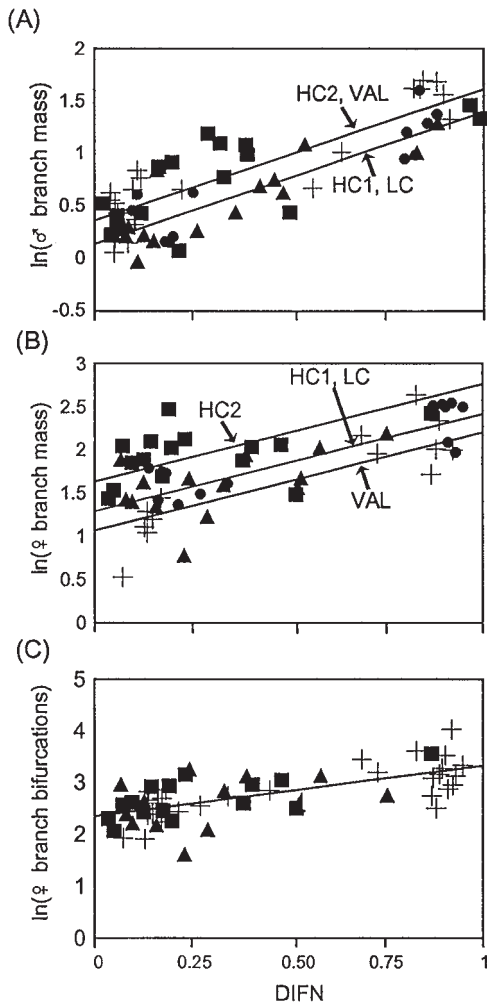 (A)
2
1.5
1
0.5
0
-0.5
ln(♂ branch mass)
HC2, VAL
HC1, LC
(B)
3
2.5
2
1.5
1
0.5
0
ln(♀ branch mass)
HC2
HC1, LC
VAL
(C)
5
4
3
2
1
0
ln(♀ branch bifurcations)
0 0.25 0.5 0.75 1
DIFN